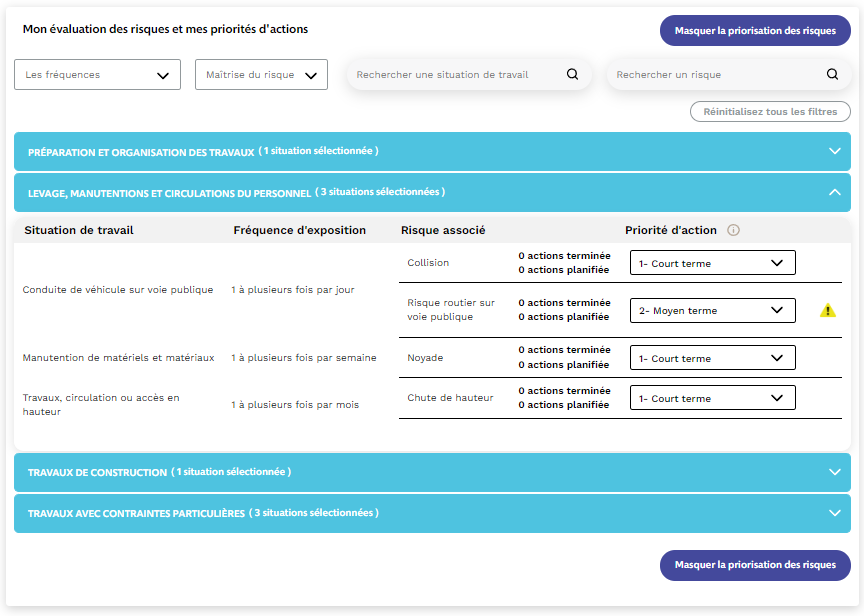 Mon évaluation des risques et mes priorités d'actions
Masquer la priorisation des risques
Les fréquences
Maîtrise du risque
Rechercher une situation de travail
Rechercher un risque
Réinitialisez tous les filtres
PRÉPARATION ET ORGANISATION DES TRAVAUX ( 1 situation sélectionnée )
LEVAGE, MANUTENTIONS ET CIRCULATIONS DU PERSONNEL ( 3 situations sélectionnées )
Situation de travail
Fréquence d'exposition
Risque associé
Priorité d'action
Conduite de véhicule sur voie publique
1 à plusieurs fois par jour
Collision
0 actions terminée
0 actions planifiée
1- Court terme
Risque routier sur
voie publique
0 actions terminée
0 actions planifiée
2- Moyen terme
Manutention de matériels et matériaux
1 à plusieurs fois par semaine
Noyade
0 actions terminée
0 actions planifiée
1- Court terme
Travaux, circulation ou accès en
hauteur
1 à plusieurs fois par mois
Chute de hauteur
0 actions terminée
0 actions planifiée
1- Court terme
TRAVAUX DE CONSTRUCTION ( 1 situation sélectionnée )
TRAVAUX AVEC CONTRAINTES PARTICULIÈRES ( 3 situations sélectionnées )
Masquer la priorisation des risques